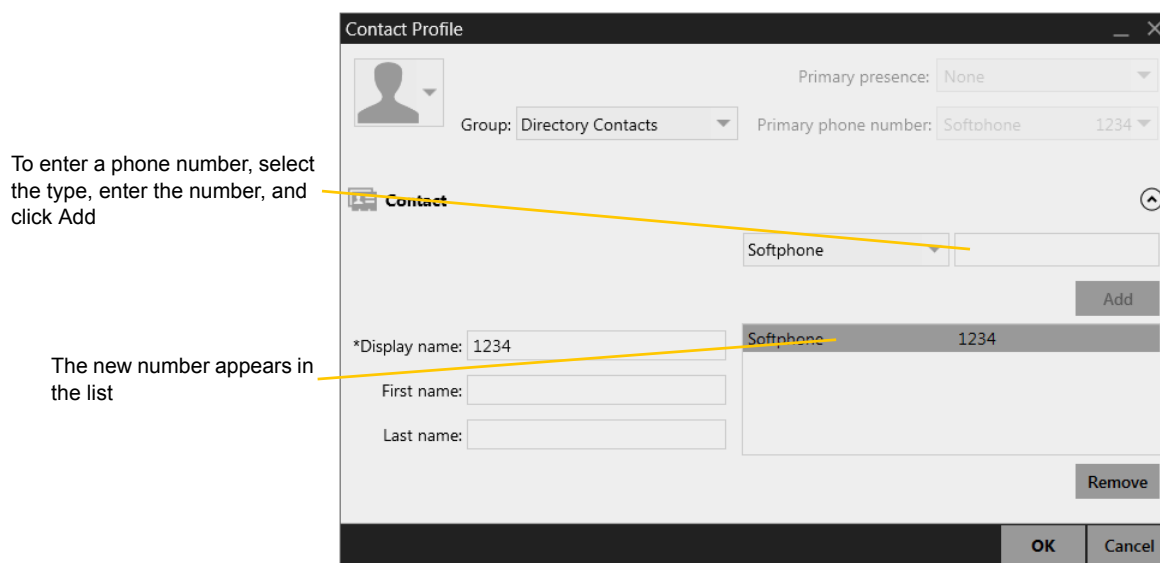 Contact Profile
Primary presence: None
Group: Directory Contacts
Primary phone number: Softphone 1234
To enter a phone number, select
the type, enter the number, and
click Add
Contact
Softphone
Add
*Display name: 1234
Softphone 1234
The new number appears in
the list
First name:
Last name:
Remove
OK
Cancel